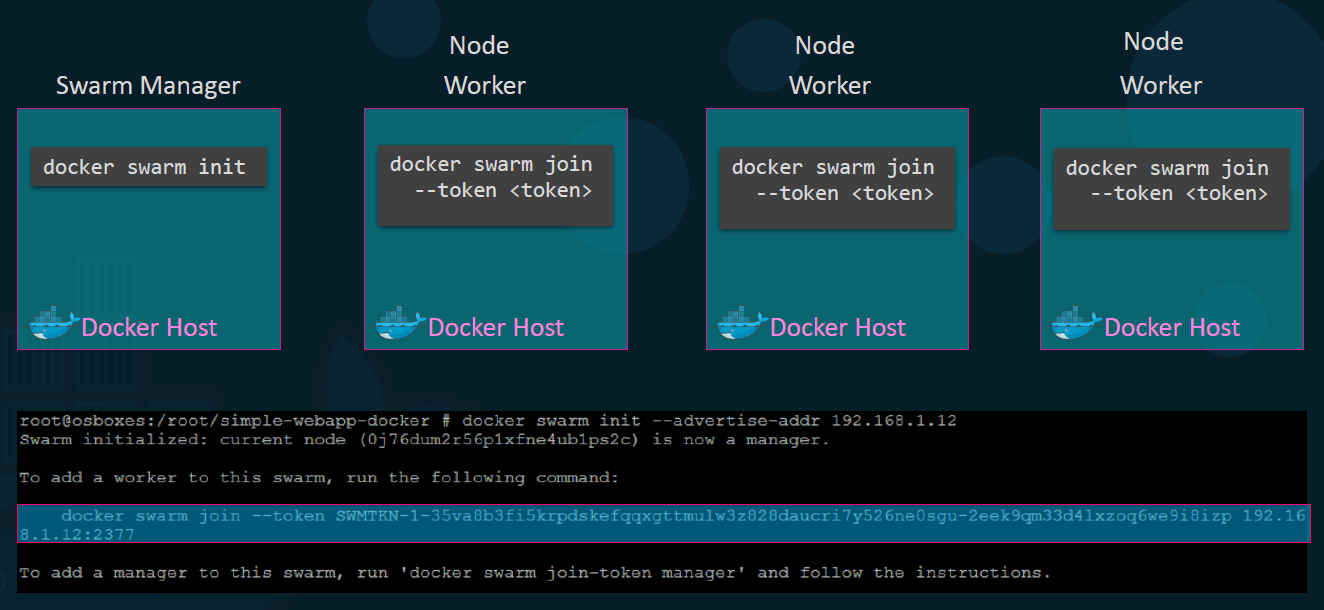 Swarm Manager
Node
Worker
Node
Worker
Node
Worker
docker swarm init
docker swarm join
--token <token>
docker swarm join
--token <token>
docker swarm join
--token <token>
Docker Host
Docker Host
Docker Host
Docker Host
root@osboxes:/root/simple-webapp-docker # docker swarm init --advertise-addr 192.168.1.12
Swarm initialized: current node (0j76dum2r56p1xfne4ub1ps2c) is now a manager.
To add a worker to this swarm, run the following command:
docker swarm join --token SWMTKN-1-35va8b3fi5krpdskefqqxgttmulw3z828daucri7y526ne0sgu-2eek9qm33d4lxzoq6we9i8izp 192.16
8.1.12:2377
To add a manager to this swarm, run 'docker swarm join-token manager' and follow the instructions.